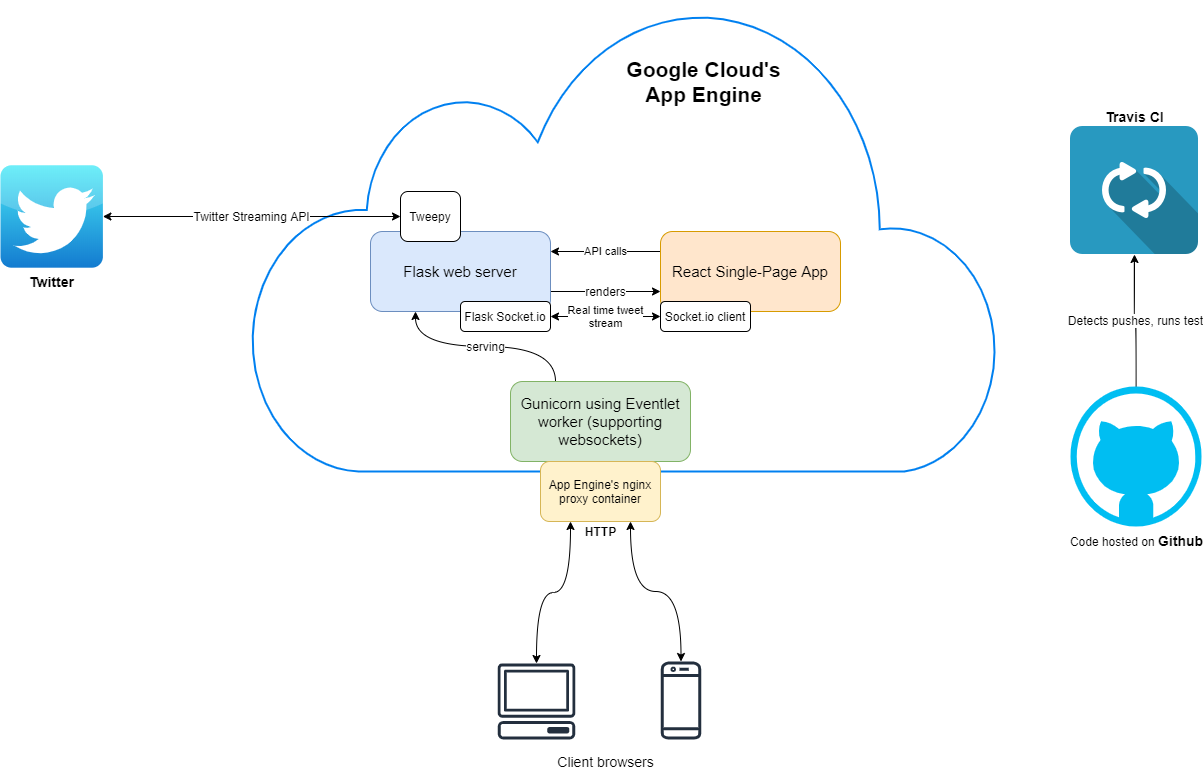 Google Cloud's
App Engine
Travis CI
Twitter Streaming API
Tweepy
Twitter
Flask web server
API calls
React Single-Page App
renders
Flask Socket.io
Real time tweet
stream
Socket.io client
serving
Detects pushes, runs test
Gunicorn using Eventlet
worker (supporting
websockets)
App Engine's nginx
proxy container
HTTP
Code hosted on Github
Client browsers